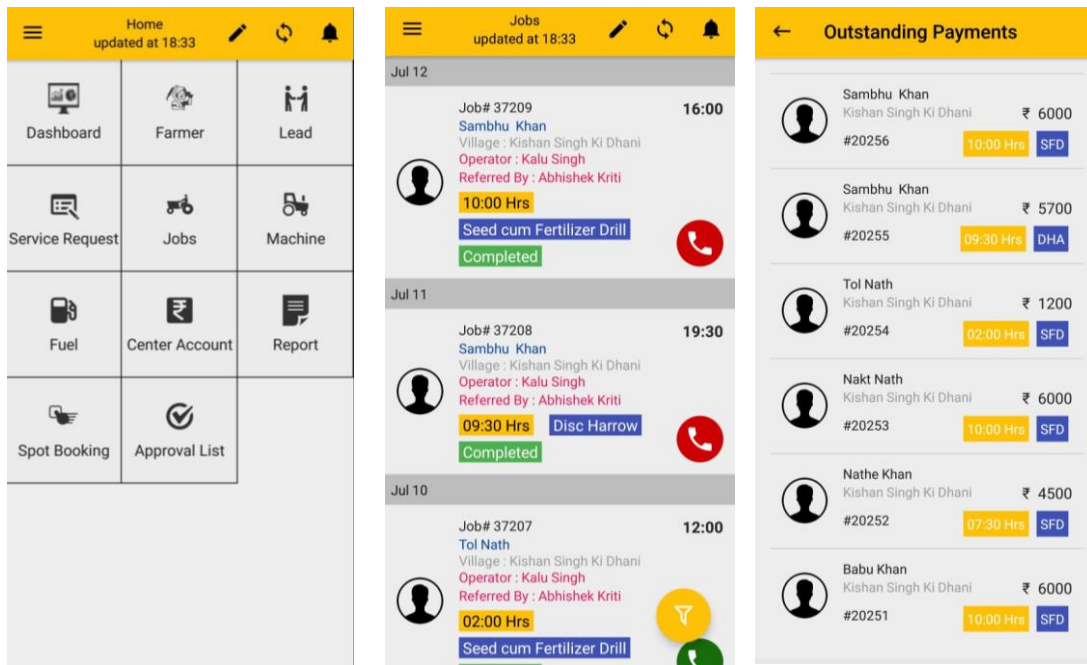 Home
updated at 18:33
Dashboard
Farmer
Lead
Service Request
Jobs
Machine
Fuel
Center Account
Report
Spot Booking
Approval List
Jobs
updated at 18:33
Jul 12
Job# 37209
16:00
Sambhu Khan
Village : Kishan Singh Ki Dhani
Operator : Kalu Singh
Referred By : Abhishek Kriti
10:00 Hrs
Seed cum Fertilizer Drill
Completed
Jul 11
Job# 37208
19:30
Sambhu Khan
Village : Kishan Singh Ki Dhani
Operator : Kalu Singh
Referred By : Abhishek Kriti
09:30 Hrs Disc Harrow
Completed
Jul 10
Job# 37207
12:00
Tol Nath
Village : Kishan Singh Ki Dhani
Operator : Kalu Singh
Referred By : Abhishek Kriti
02:00 Hrs
Seed cum Fertilizer Drill
Outstanding Payments
Sambhu Khan
Kishan Singh Ki Dhani ₹ 6000
#20256 10:00 Hrs SFD
Sambhu Khan
Kishan Singh Ki Dhani ₹ 5700
#20255 09:30 Hrs DHA
Tol Nath
Kishan Singh Ki Dhani ₹ 1200
#20254 02:00 Hrs SFD
Nakt Nath
Kishan Singh Ki Dhani ₹ 6000
#20253 10:00 Hrs SFD
Nathe Khan
Kishan Singh Ki Dhani ₹ 4500
#20252 07:30 Hrs SFD
Babu Khan
Kishan Singh Ki Dhani ₹ 6000
#20251 10:00 Hrs SFD